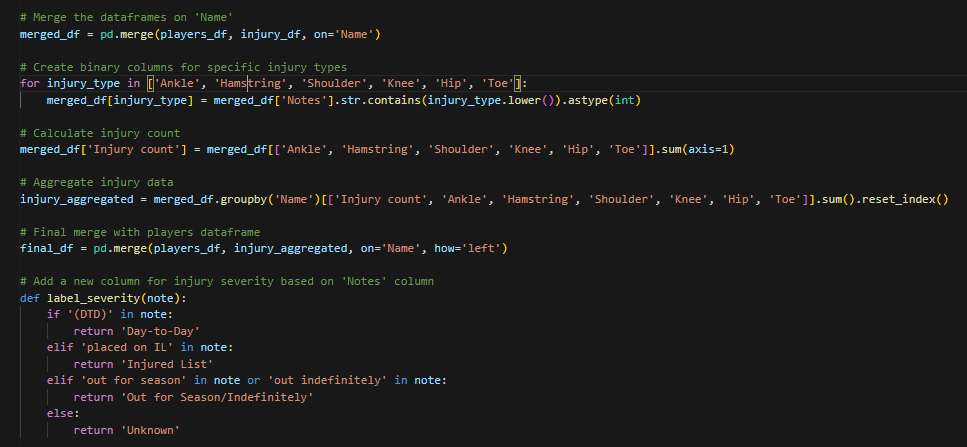 # Merge the dataframes on 'Name'
merged_df = pd.merge(players_df, injury_df, on='Name')
# Create binary columns for specific injury types
for injury_type in ['Ankle', 'Hamstring', 'Shoulder', 'Knee', 'Hip', 'Toe']:
    merged_df[injury_type] = merged_df['Notes'].str.contains(injury_type.lower()).astype(int)
# Calculate injury count
merged_df['Injury count'] = merged_df[['Ankle', 'Hamstring', 'Shoulder', 'Knee', 'Hip', 'Toe']].sum(axis=1)
# Aggregate injury data
injury_aggregated = merged_df.groupby('Name')[['Injury count', 'Ankle', 'Hamstring', 'Shoulder', 'Knee', 'Hip', 'Toe']].sum().reset_index()
# Final merge with players dataframe
final_df = pd.merge(players_df, injury_aggregated, on='Name', how='left')
# Add a new column for injury severity based on 'Notes' column
def label_severity(note):
    if '(DTD)' in note:
        return 'Day-to-Day'
    elif 'placed on IL' in note:
        return 'Injured List'
    elif 'out for season' in note or 'out indefinitely' in note:
        return 'Out for Season/Indefinitely'
    else:
        return 'Unknown'